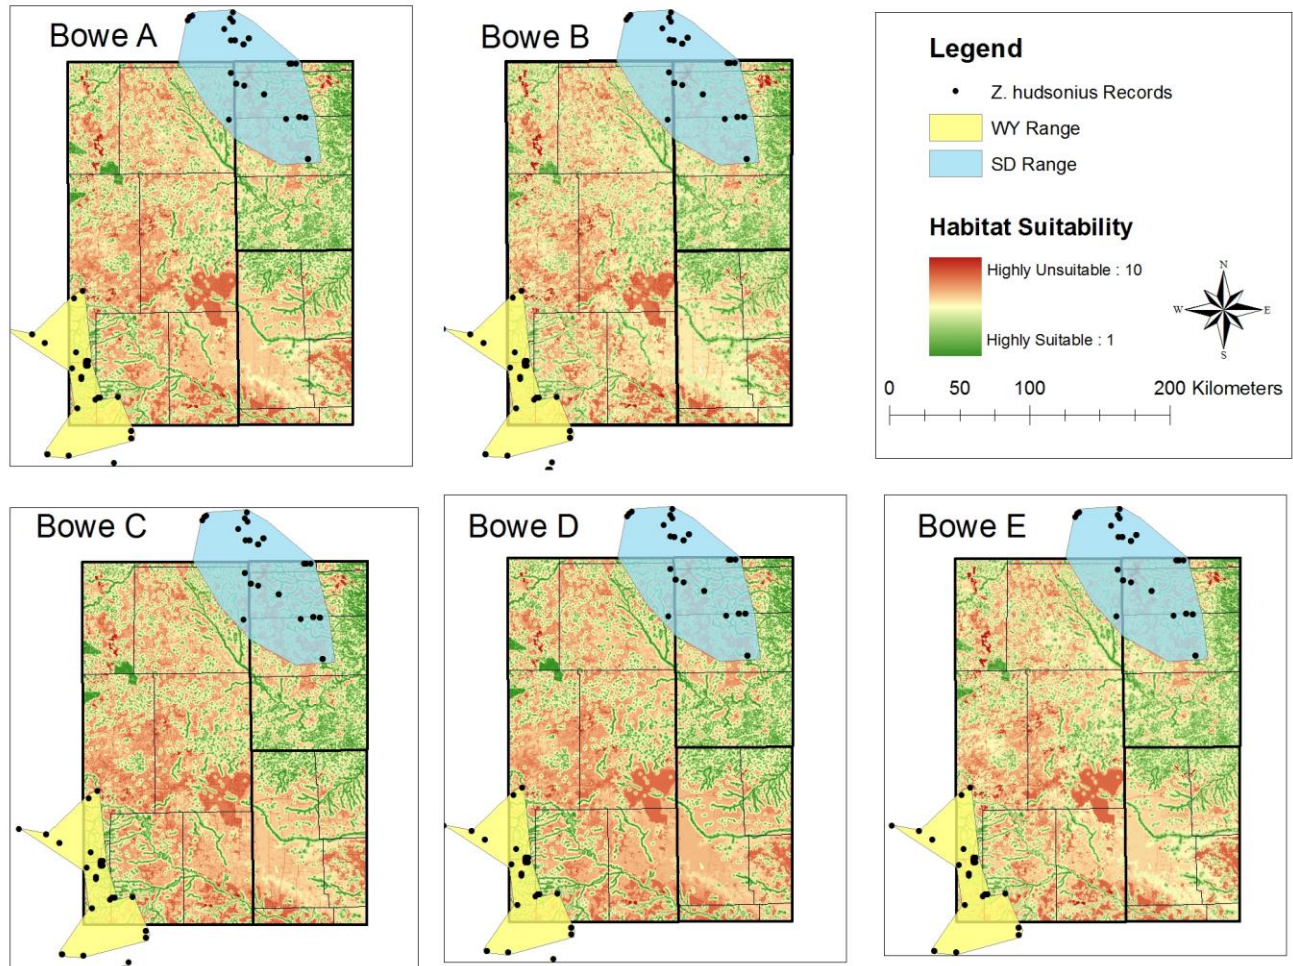 Bowe A
Bowe B
Legend
Z. hudsonius Records
WY Range
SD Range
Habitat Suitability
Highly Unsuitable : 10
Highly Suitable : 1
N
W
E
S
0 50 100 200 Kilometers
Bowe C
Bowe D
Bowe E